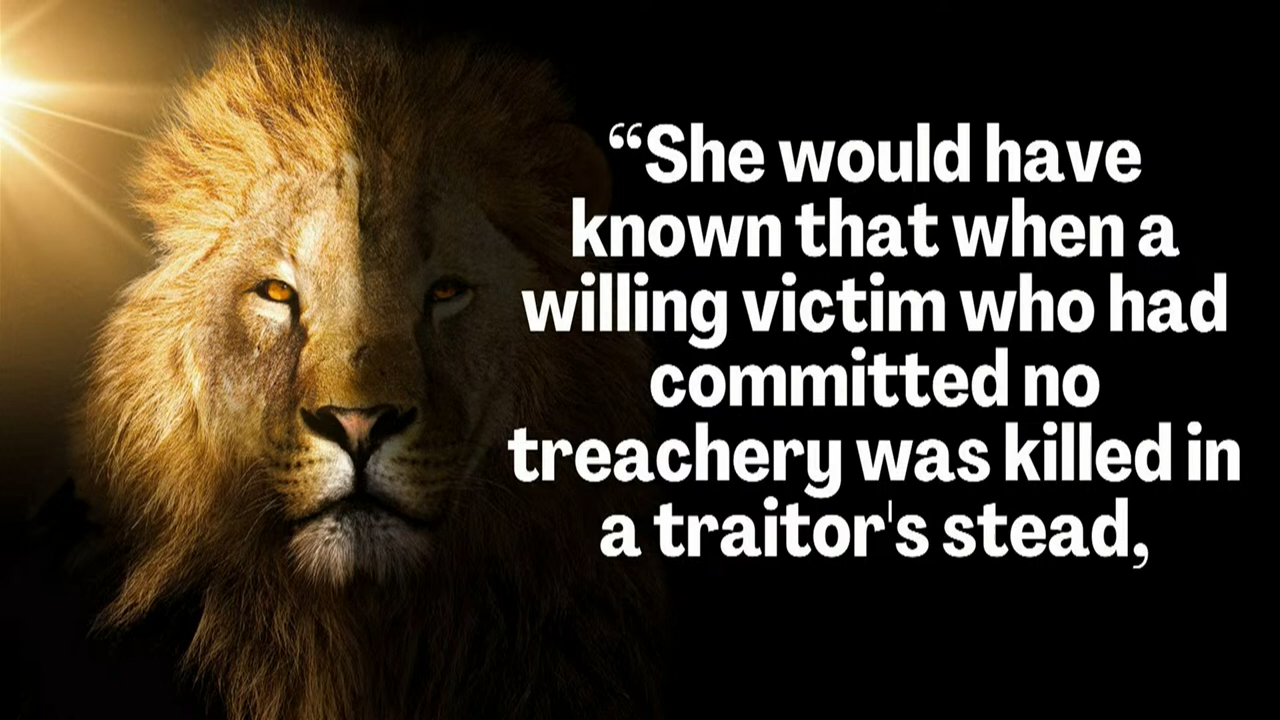 “She would have
known that when a
willing victim who had
committed no
treachery was killed in
a traitor's stead,